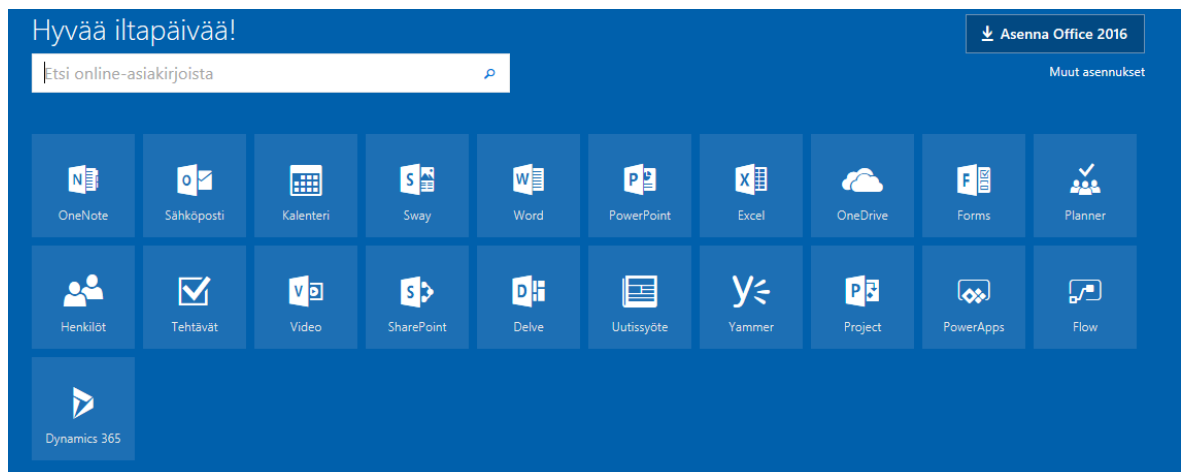 Hyvää iltapäivää!
Asenna Office 2016
Etsi online-asiakirjoista
Muut asennukset
OneNote
Sähköposti
Kalenteri
Sway
Word
PowerPoint
Excel
OneDrive
Forms
Planner
Henkilöt
Tehtävät
Video
SharePoint
Delve
Uutissyöte
Yammer
Project
PowerApps
Flow
Dynamics 365